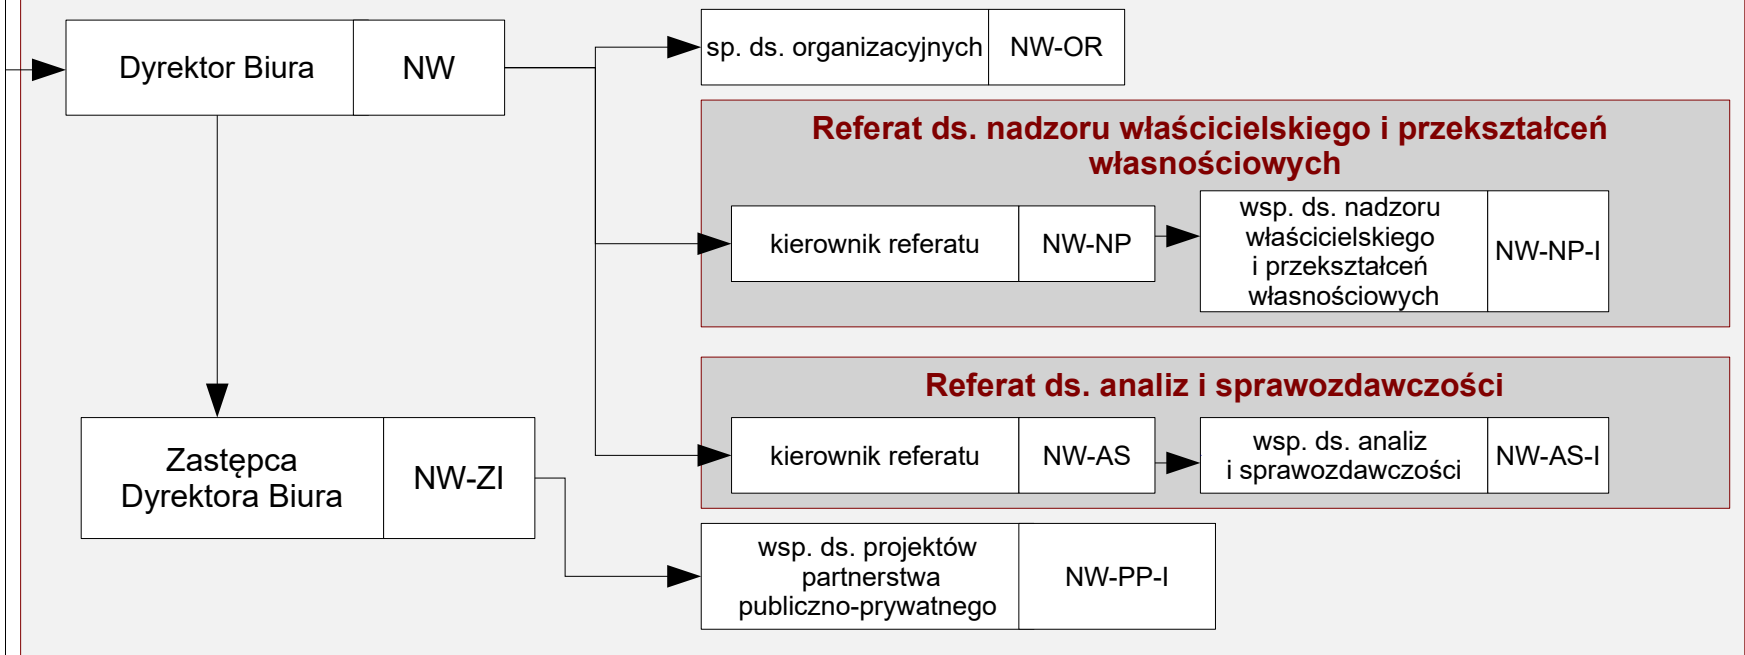 Dyrektor Biura NW
sp. ds. organizacyjnych NW-OR
Referat ds. nadzoru właścicielskiego i przekształceń
własnościowych
kierownik referatu NW-NP
wsp. ds. nadzoru
właścicielskiego
i przekształceń
własnościowych
NW-NP-I
Referat ds. analiz i sprawozdawczości
kierownik referatu NW-AS
wsp. ds. analiz
i sprawozdawczości
NW-AS-I
Zastępca
Dyrektora Biura
NW-ZI
wsp. ds. projektów
partnerstwa
publiczno-prywatnego
NW-PP-I